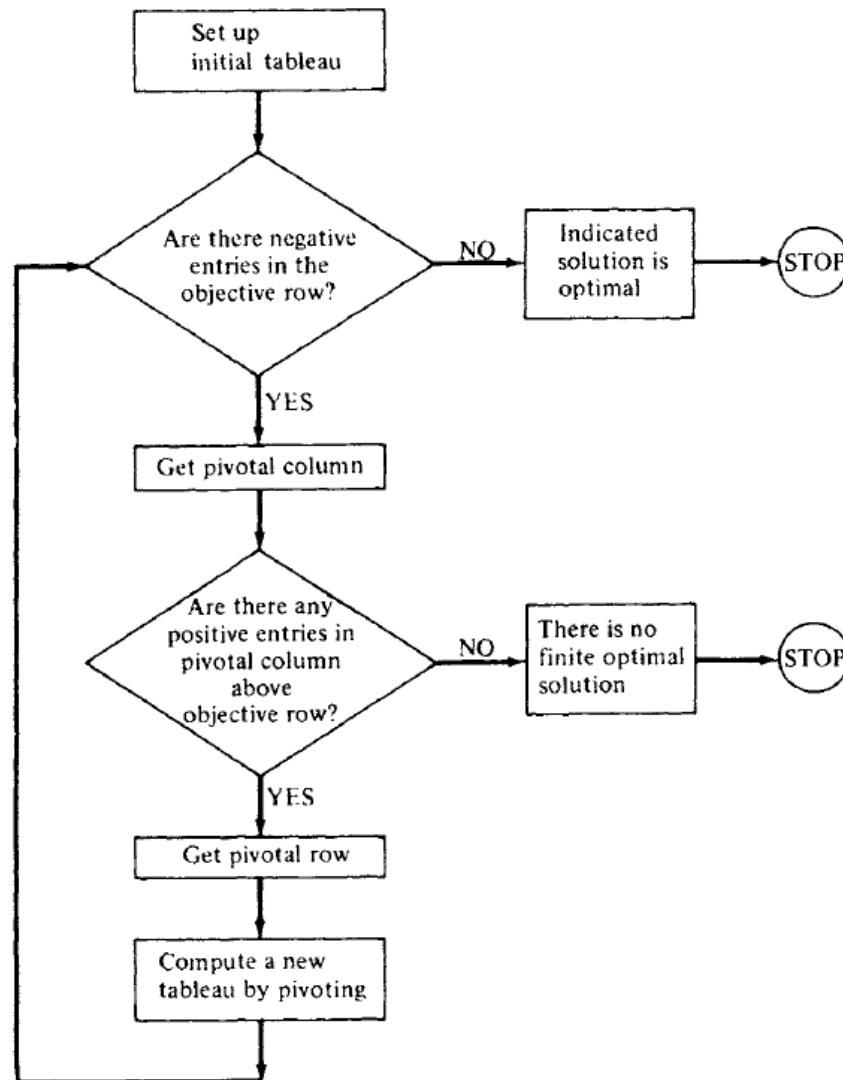 Set up
initial tableau
Are there negative
entries in the
objective row?
NO
Indicated
solution is
optimal
STOP
YES
Get pivotal column
Are there any
positive entries in
pivotal column
above
objective row?
NO
There is no
finite optimal
solution
STOP
YES
Get pivotal row
Compute a new
tableau by pivoting